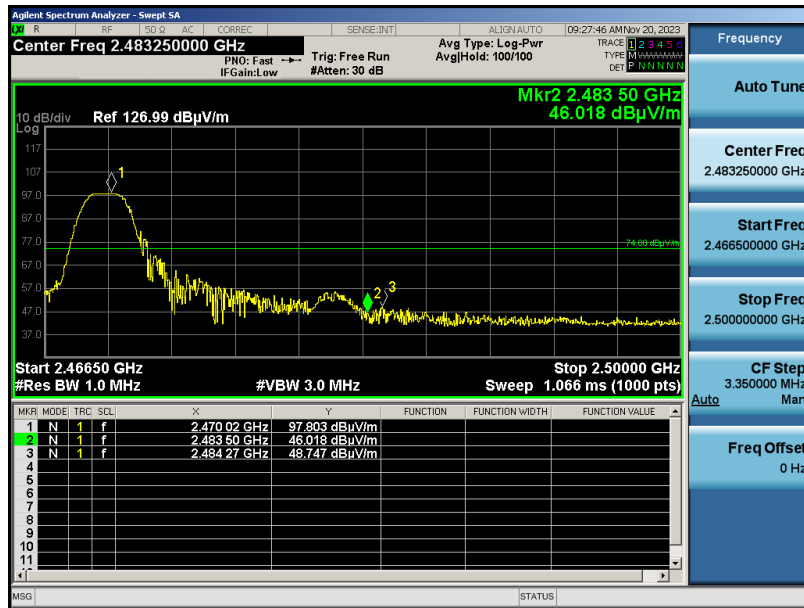 Agilent Spectrum Analyzer - Swept SA
LXI R RF 50 Ω AC CORREC SENSE:INT ALIGN AUTO 09:27:46 AM Nov 20, 2023
Center Freq 2.483250000 GHz
PNO: Fast
IFGain:Low
Trig: Free Run
#Atten: 30 dB
Avg Type: Log-Pwr
Avg|Hold: 100/100
TRACE 1 2 3 4 5 6
TYPE M
DET P N N N N N
Mkr2 2.483 50 GHz
46.018 dBµV/m
10 dB/div Ref 126.99 dBµV/m
Log
117
107
97.0
87.0
77.0
67.0
57.0
47.0
37.0
1
74.00 dBµV/m
2
3
Start 2.46650 GHz Stop 2.50000 GHz
#Res BW 1.0 MHz #VBW 3.0 MHz Sweep 1.066 ms (1000 pts)
MKR MODE TRC SCL X Y FUNCTION FUNCTION WIDTH FUNCTION VALUE
1 N 1 f 2.470 02 GHz 97.803 dBµV/m
2 N 1 f 2.483 50 GHz 46.018 dBµV/m
3 N 1 f 2.484 27 GHz 48.747 dBµV/m
4
5
6
7
8
9
10
11
MSG STATUS
Frequency
Auto Tune
Center Freq
2.483250000 GHz
Start Freq
2.466500000 GHz
Stop Freq
2.500000000 GHz
CF Step
3.350000 MHz
Auto Man
Freq Offset
0 Hz